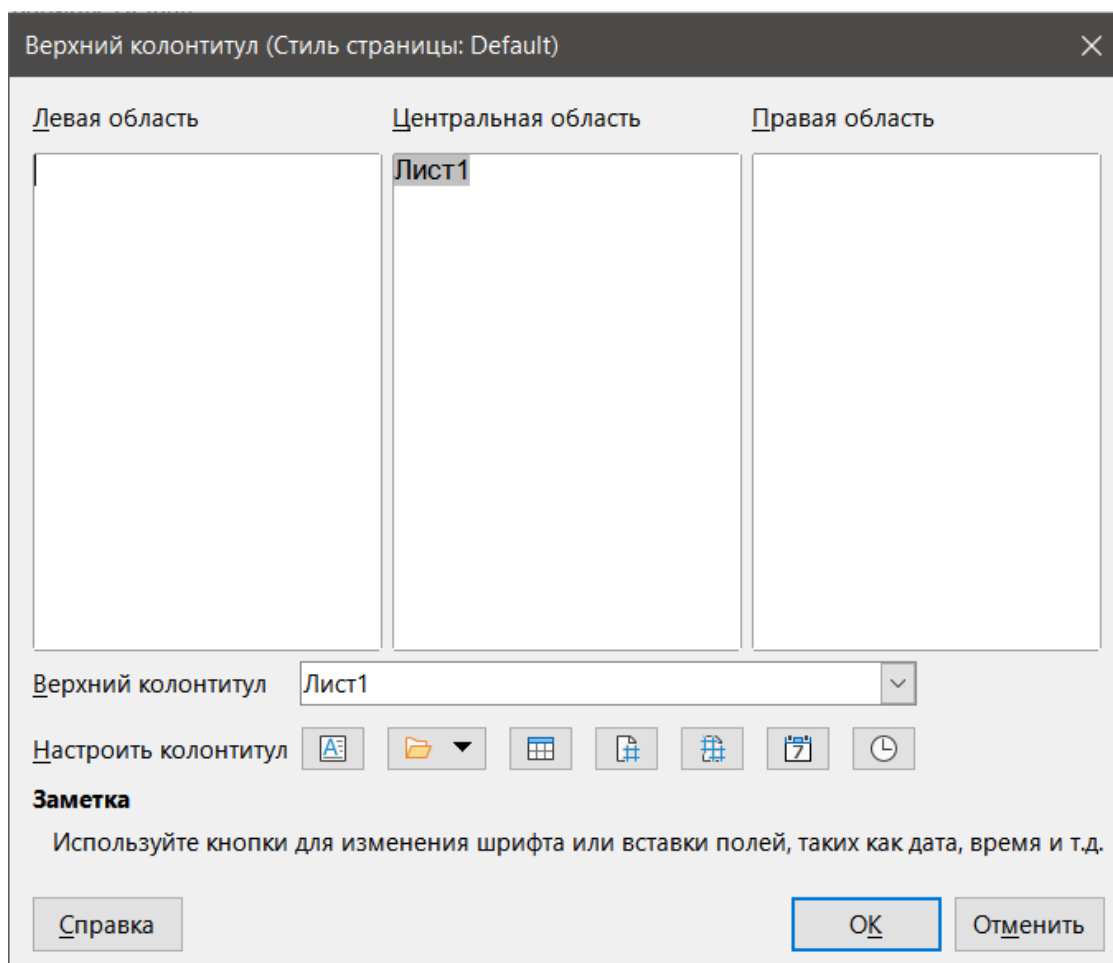 Верхний колонтитул (Стиль страницы: Default)
Левая область Центральная область Правая область
Лист1
Верхний колонтитул Лист1
Настроить колонтитул 7
Заметка
Используйте кнопки для изменения шрифта или вставки полей, таких как дата, время и т.д.
Справка OK Отменить